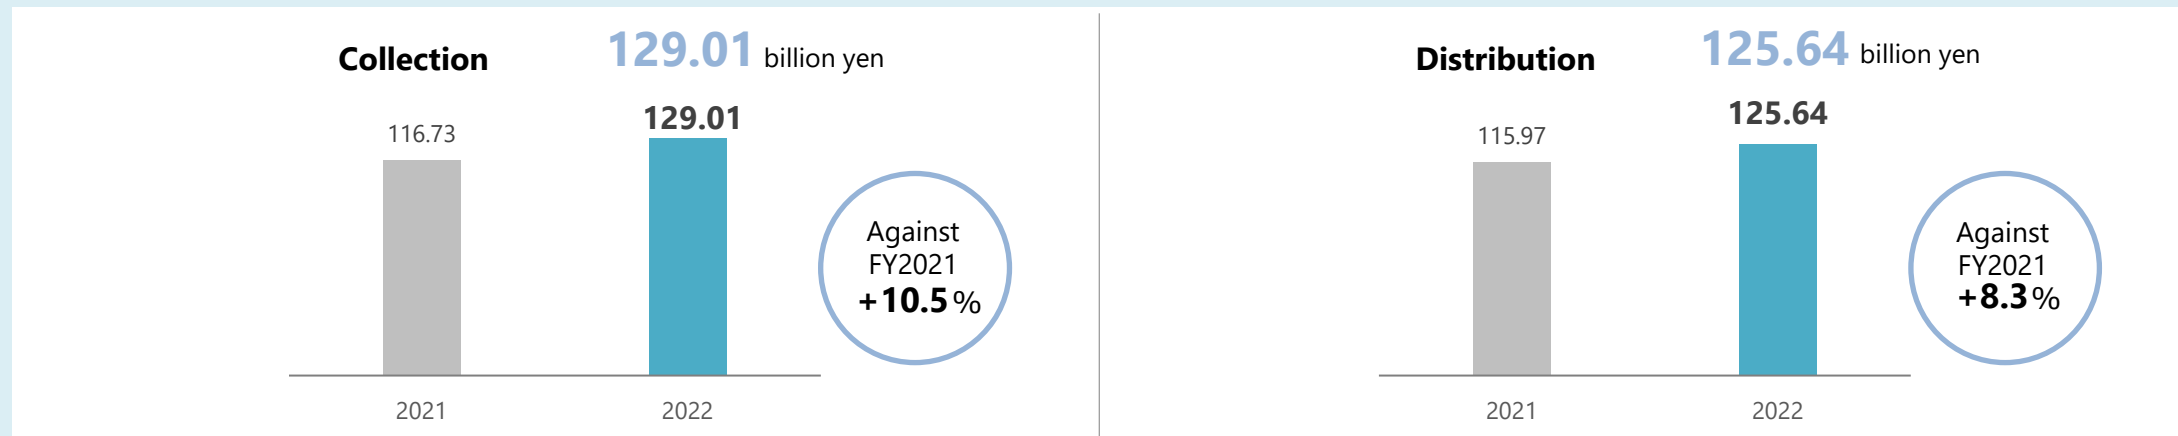 Collection
129.01 billion yen
116.73
129.01
Against
FY2021
+10.5%
2021
2022
Distribution
125.64 billion yen
115.97
125.64
Against
FY2021
+8.3%
2021
2022